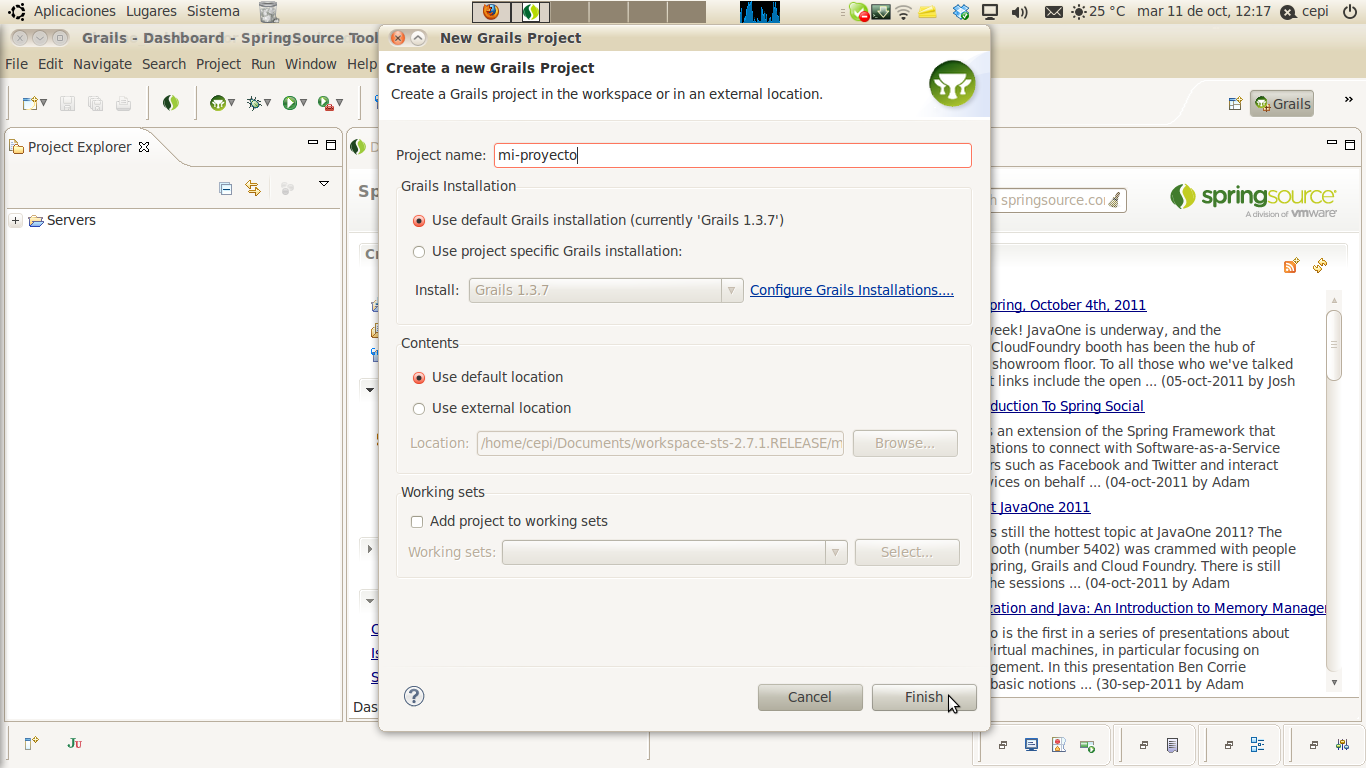 Aplicaciones Lugares Sistema
25 °C mar 11 de oct, 12:17 cepi
Grails - Dashboard - SpringSource Tool
File Edit Navigate Search Project Run Window Help
Grails
Project Explorer
Servers
New Grails Project
Create a new Grails Project
Create a Grails project in the workspace or in an external location.
Project name: mi-proyecto
Grails Installation
Use default Grails installation (currently 'Grails 1.3.7')
Use project specific Grails installation:
Install: Grails 1.3.7 Configure Grails Installations....
Contents
Use default location
Use external location
Location: /home/cepi/Documents/workspace-sts-2.7.1.RELEASE/m Browse...
Working sets
Add project to working sets
Working sets: Select...
Cancel Finish
springsource.co
springsource
A division of vmware
pring, October 4th, 2011
week! JavaOne is underway, and the
CloudFoundry booth has been the hub of
showroom floor. To all those who we've talked
t links include the open ... (05-oct-2011 by Josh
duction To Spring Social
s an extension of the Spring Framework that
ations to connect with Software-as-a-Service
rs such as Facebook and Twitter and interact
vices on behalf ... (04-oct-2011 by Adam
t JavaOne 2011
s still the hottest topic at JavaOne 2011? The
ooth (number 5402) was crammed with people
pring, Grails and Cloud Foundry. There is still
he sessions ... (04-oct-2011 by Adam
zation and Java: An Introduction to Memory Manager
o is the first in a series of presentations about
virtual machines, in particular focusing on
gement. In this presentation Ben Corrie
basic notions ... (30-sep-2011 by Adam
Das
JU